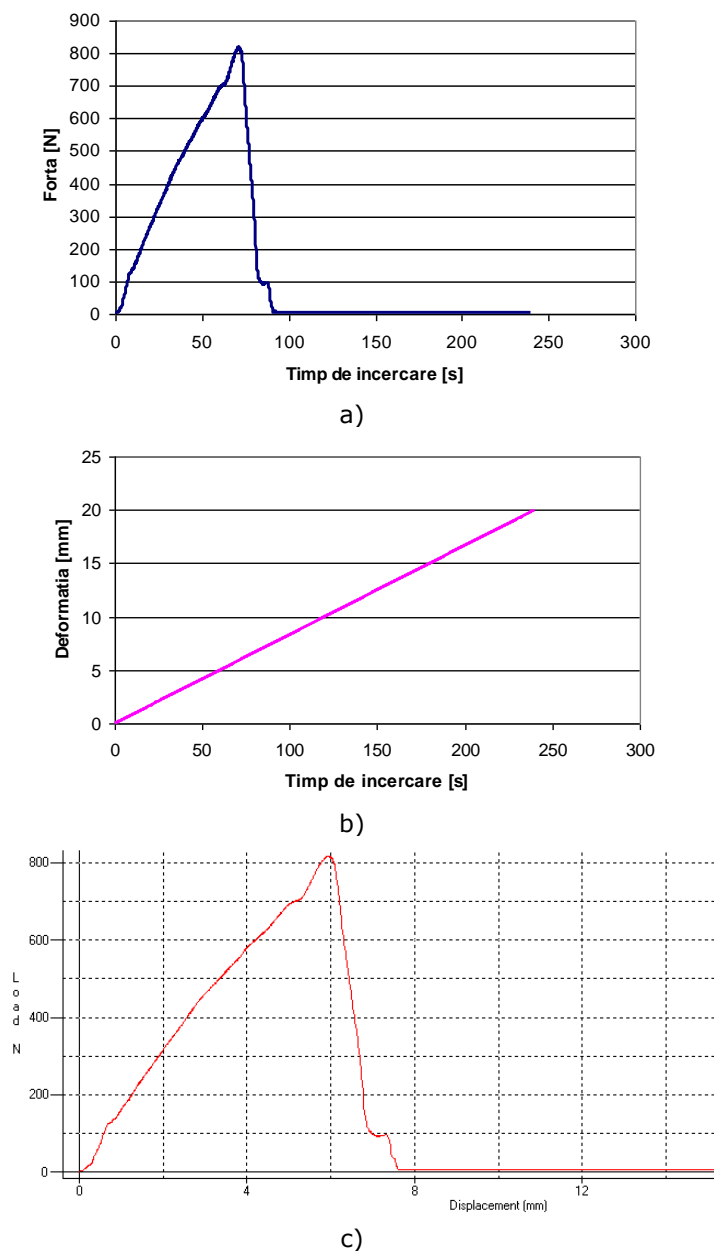 900
800
700
600
500
400
300
200
100
0
Forta [N]
0 50 100 150 200 250 300
Timp de incercare [s]
a)
25
20
15
10
5
0
Deformatia [mm]
0 50 100 150 200 250 300
Timp de incercare [s]
b)
800
600
400
200
0
Load N
0 4 8 12
Displacement (mm)
c)